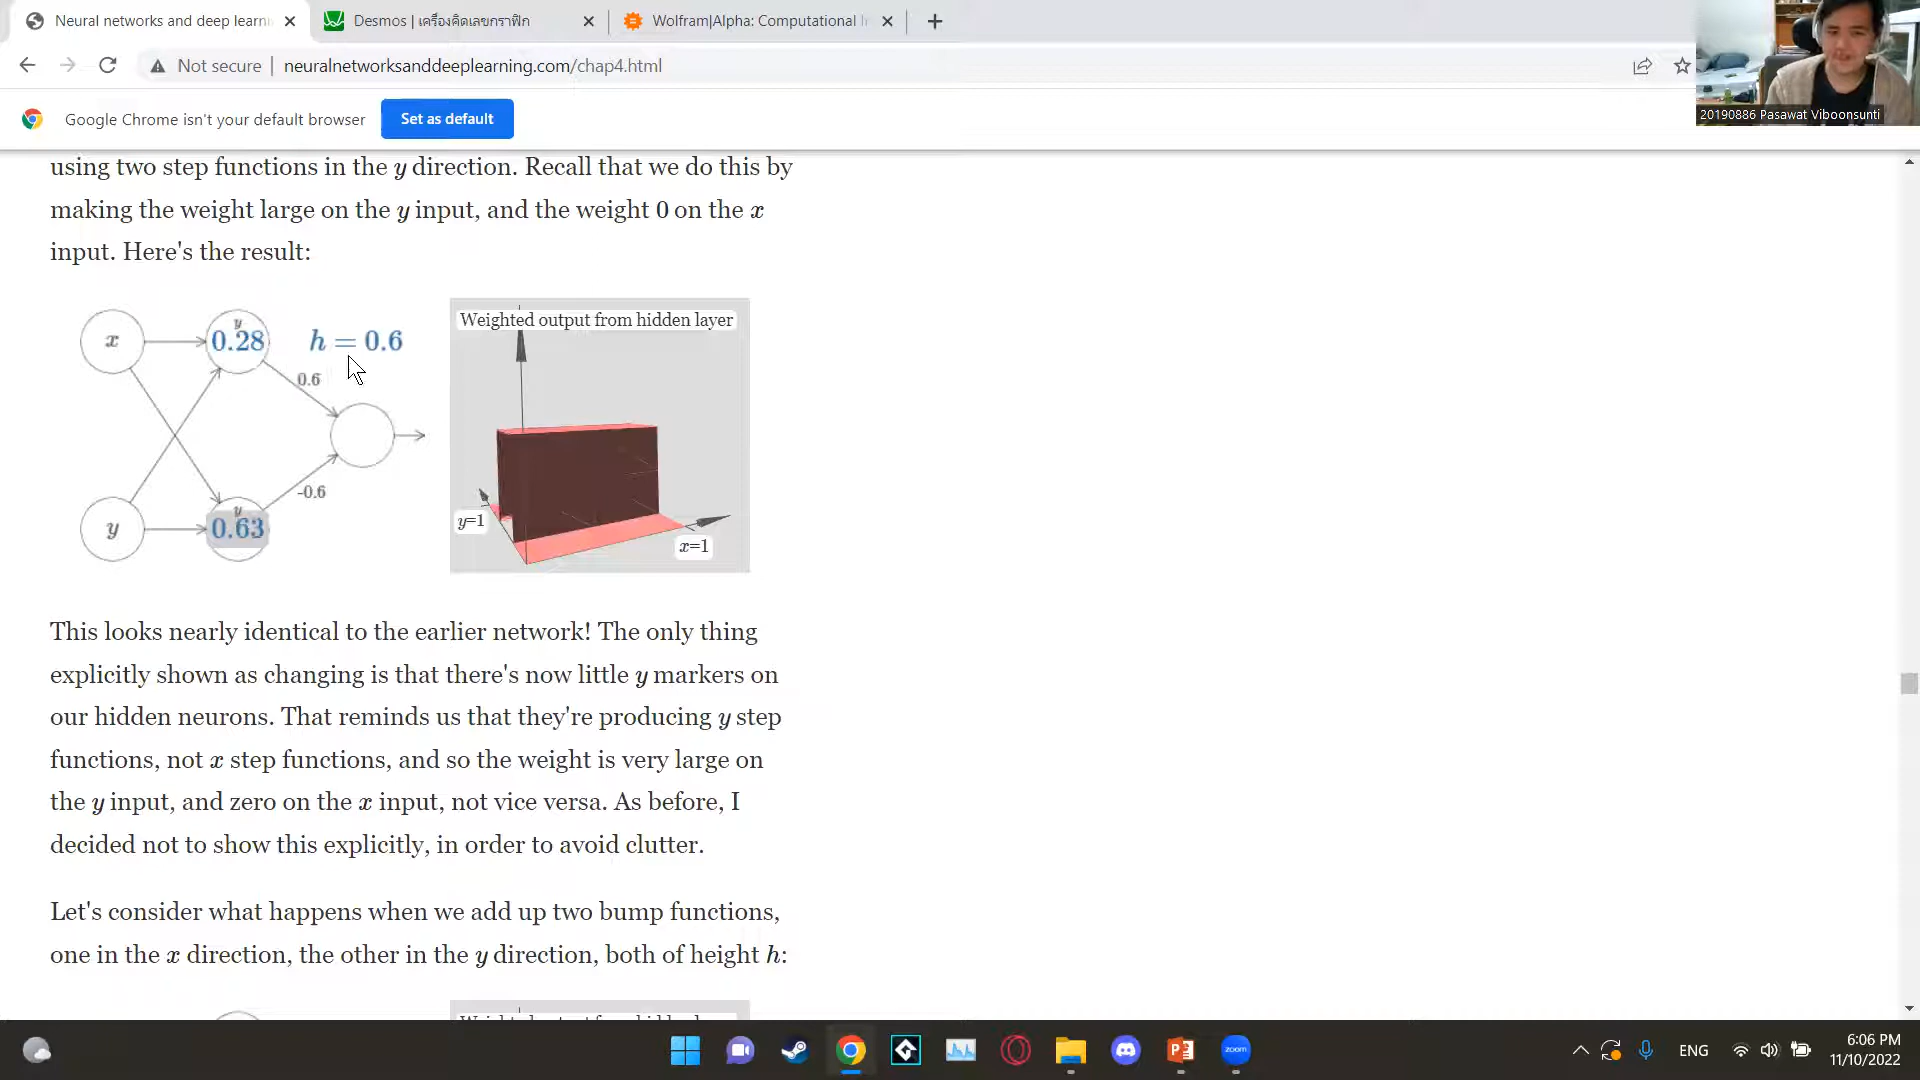 Neural networks and deep learni
Desmos | เครื่องคิดเลขกราฟิก
Wolfram|Alpha: Computational I
Not secure | neuralnetworksanddeeplearning.com/chap4.html
20190886 Pasawat Viboonsunti
Google Chrome isn't your default browser
Set as default
using two step functions in the y direction. Recall that we do this by
making the weight large on the y input, and the weight 0 on the x
input. Here's the result:
x
y
0.28
h = 0.6
0.6
y
y
0.63
-0.6
Weighted output from hidden layer
y=1
x=1
This looks nearly identical to the earlier network! The only thing
explicitly shown as changing is that there's now little y markers on
our hidden neurons. That reminds us that they're producing y step
functions, not x step functions, and so the weight is very large on
the y input, and zero on the x input, not vice versa. As before, I
decided not to show this explicitly, in order to avoid clutter.
Let's consider what happens when we add up two bump functions,
one in the x direction, the other in the y direction, both of height h:
zoom
ENG
6:06 PM
11/10/2022